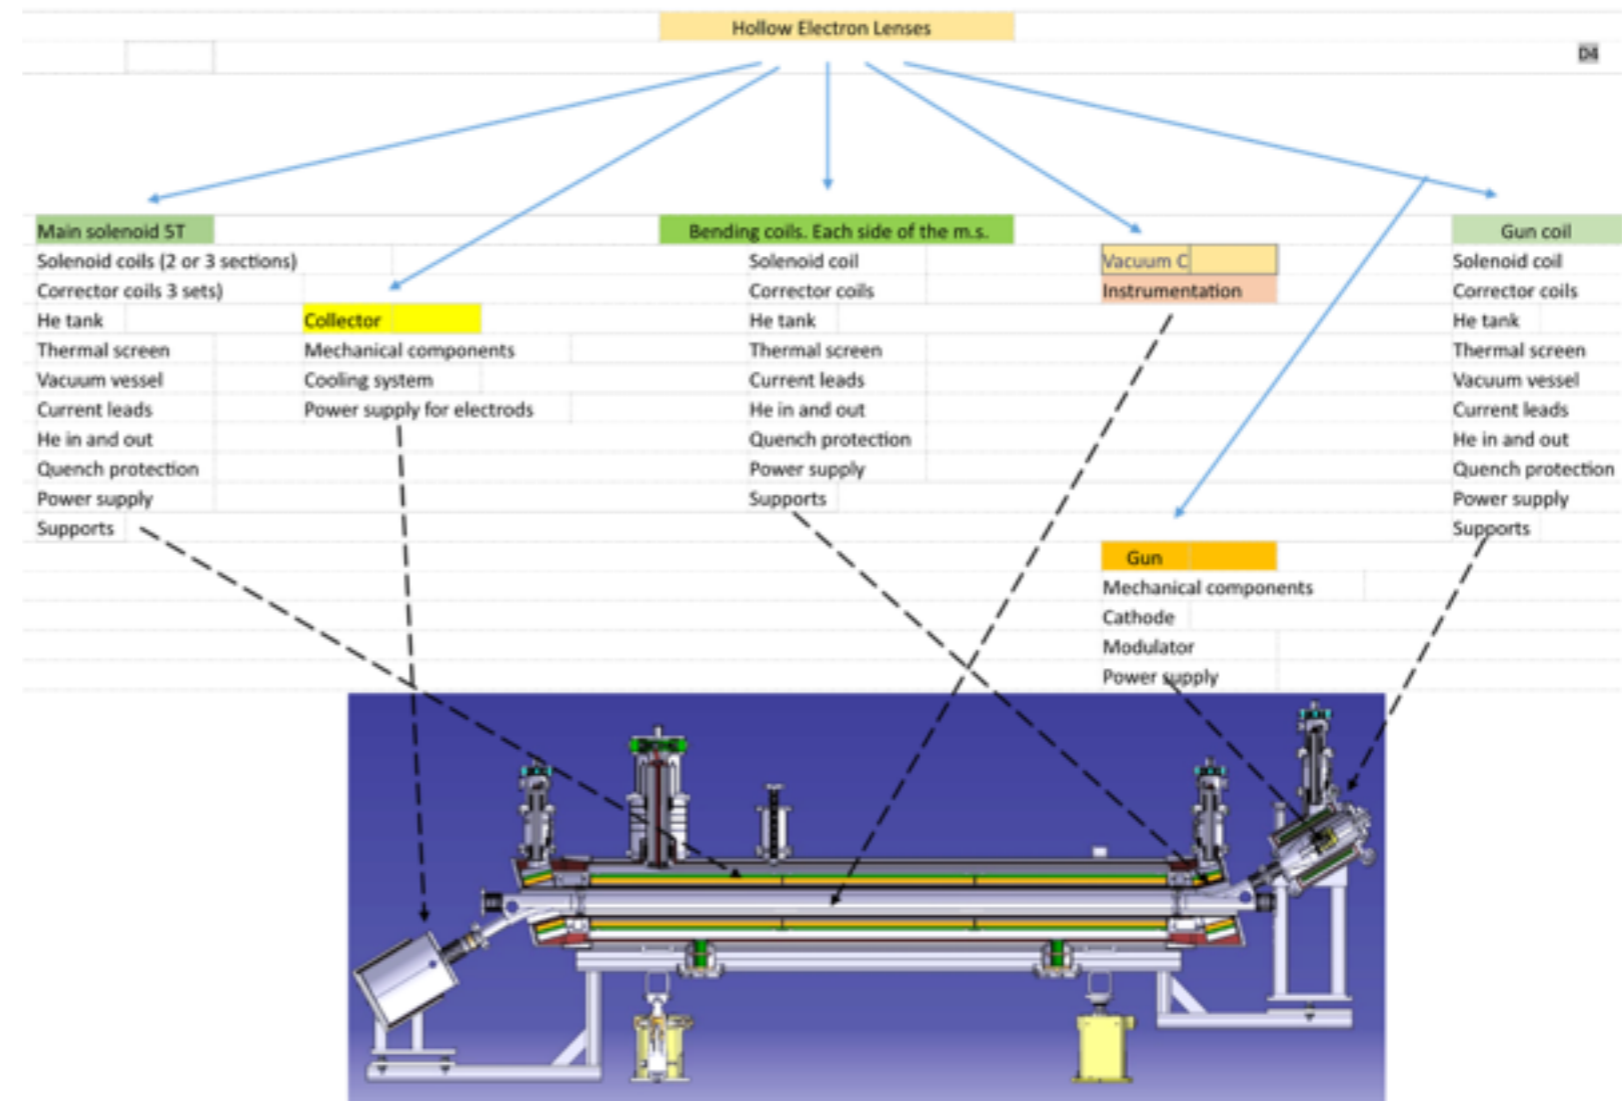 Hollow Electron Lenses
D4
Main solenoid 5T
Solenoid coils (2 or 3 sections)
Corrector coils 3 sets)
He tank
Thermal screen
Vacuum vessel
Current leads
He in and out
Quench protection
Power supply
Supports
Collector
Mechanical components
Cooling system
Power supply for electrods
Bending coils. Each side of the m.s.
Solenoid coil
Corrector coils
He tank
Thermal screen
Current leads
He in and out
Quench protection
Power supply
Supports
Vacuum C
Instrumentation
Gun
Mechanical components
Cathode
Modulator
Power supply
Gun coil
Solenoid coil
Corrector coils
He tank
Thermal screen
Vacuum vessel
Current leads
He in and out
Quench protection
Power supply
Supports